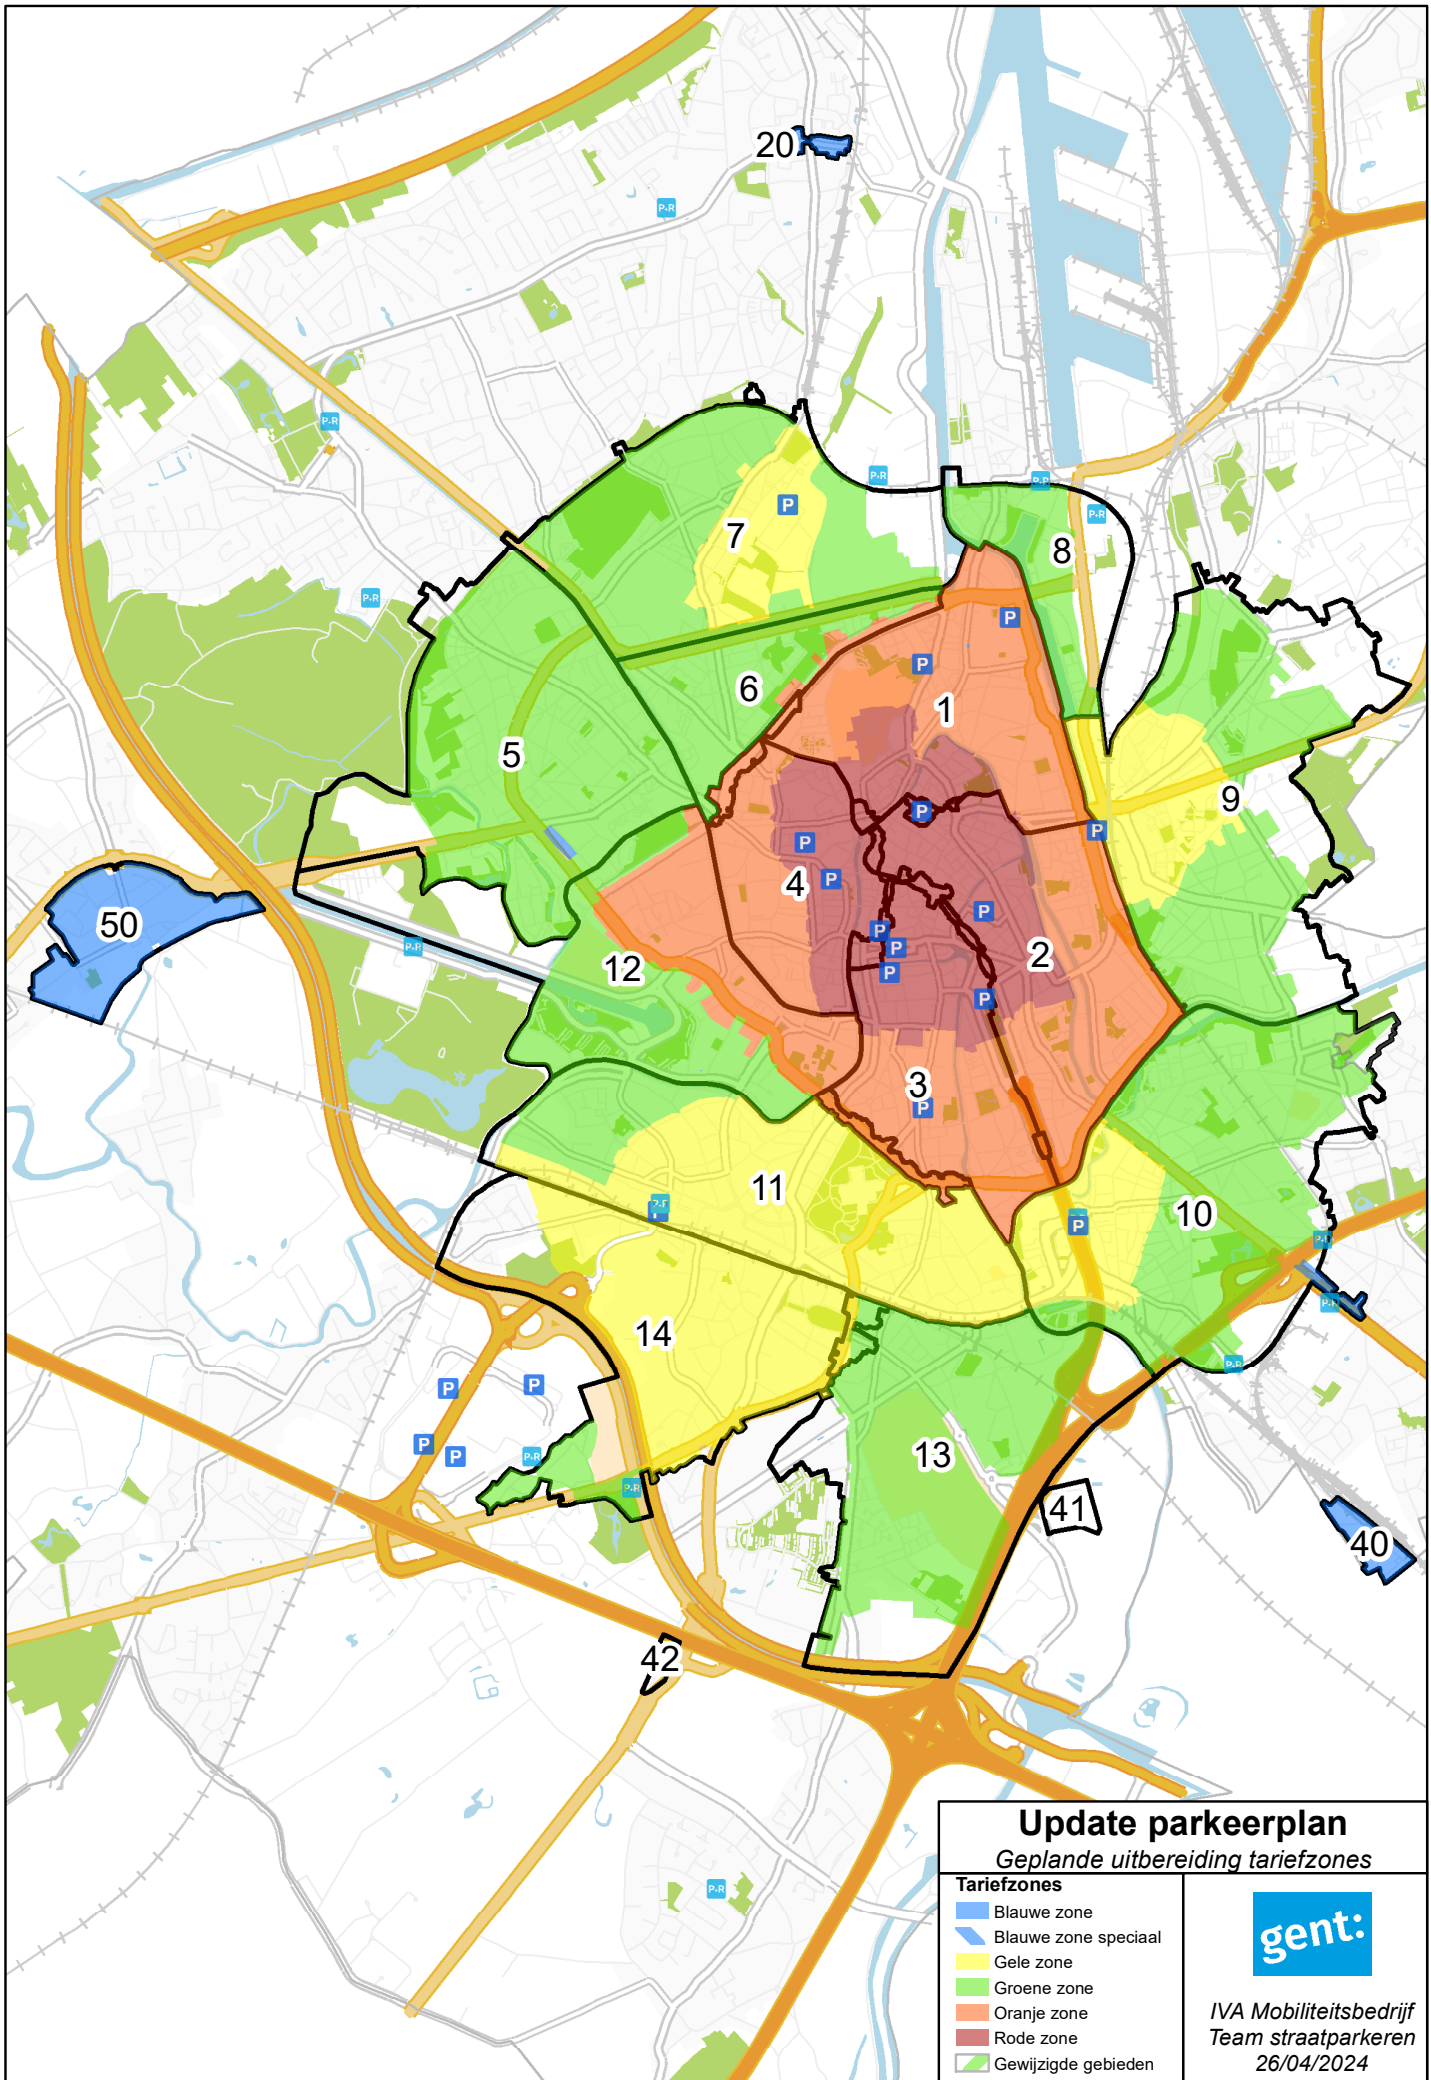 20
P+R
P+R
7
P
P+R
P+R
P+R
8
P+R
P
P
6
1
5
9
P
P
P
4
P
50
P
P
P
P
2
P+R
12
P
3
P
11
P+R
P
10
P
P+R
P+R
14
P
P
P+R
P
P
P+R
P+R
13
41
40
42
P+R
Update parkeerplan
Geplande uitbereiding tariefzones
Tariefzones
Blauwe zone
Blauwe zone speciaal
Gele zone
Groene zone
Oranje zone
Rode zone
Gewijzigde gebieden
gent:
IVA Mobiliteitsbedrijf
Team straatparkeren
26/04/2024